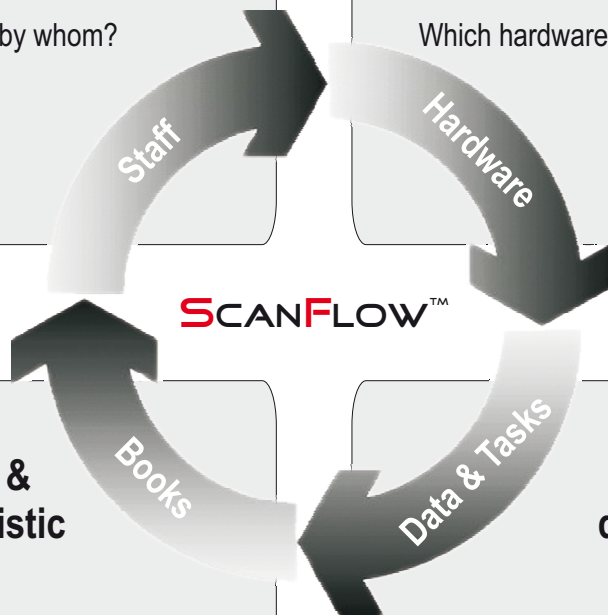 by whom?
Which hardware
Staff
Hardware
SCANFLOW™
Books
Data & Tasks
&
istic